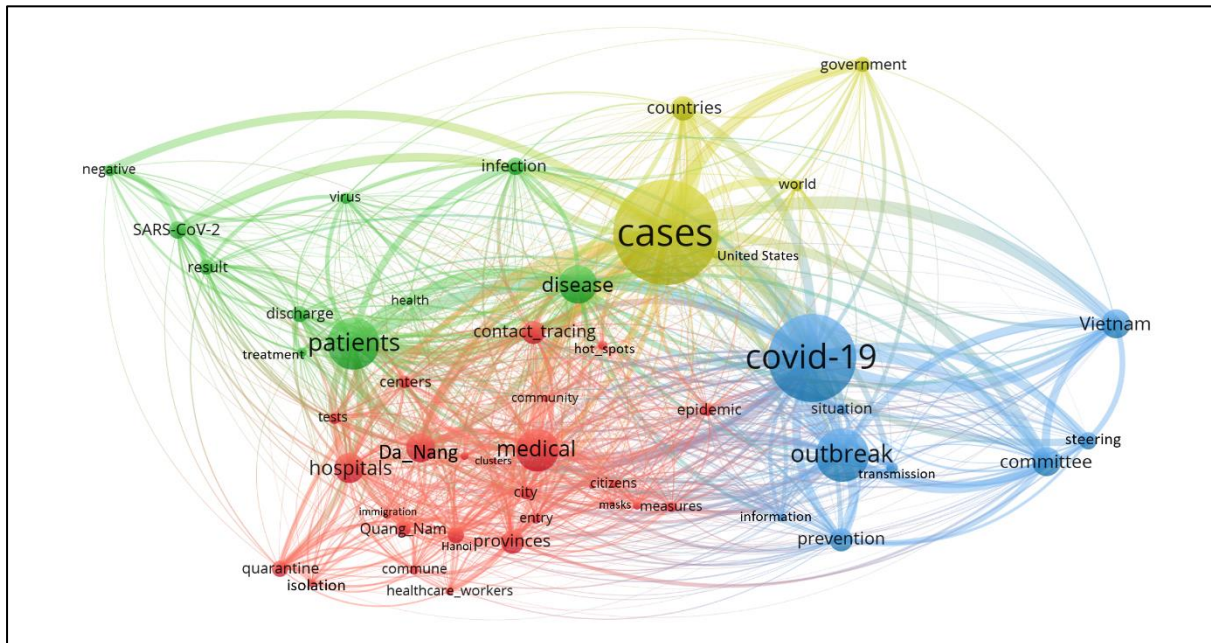 government
countries
negative
infection
world
virus
SARS-CoV-2
cases
United States
result
disease
health
discharge
Vietnam
contact_tracing
patients
hot_spots
treatment
covid-19
centers
community
situation
epidemic
tests
steering
medical
Da_Nang
outbreak
clusters
committee
hospitals
transmission
citizens
city
masks
measures
immigration
entry
information
Quang_Nam
provinces
Hanoi
prevention
quarantine
commune
isolation
healthcare_workers